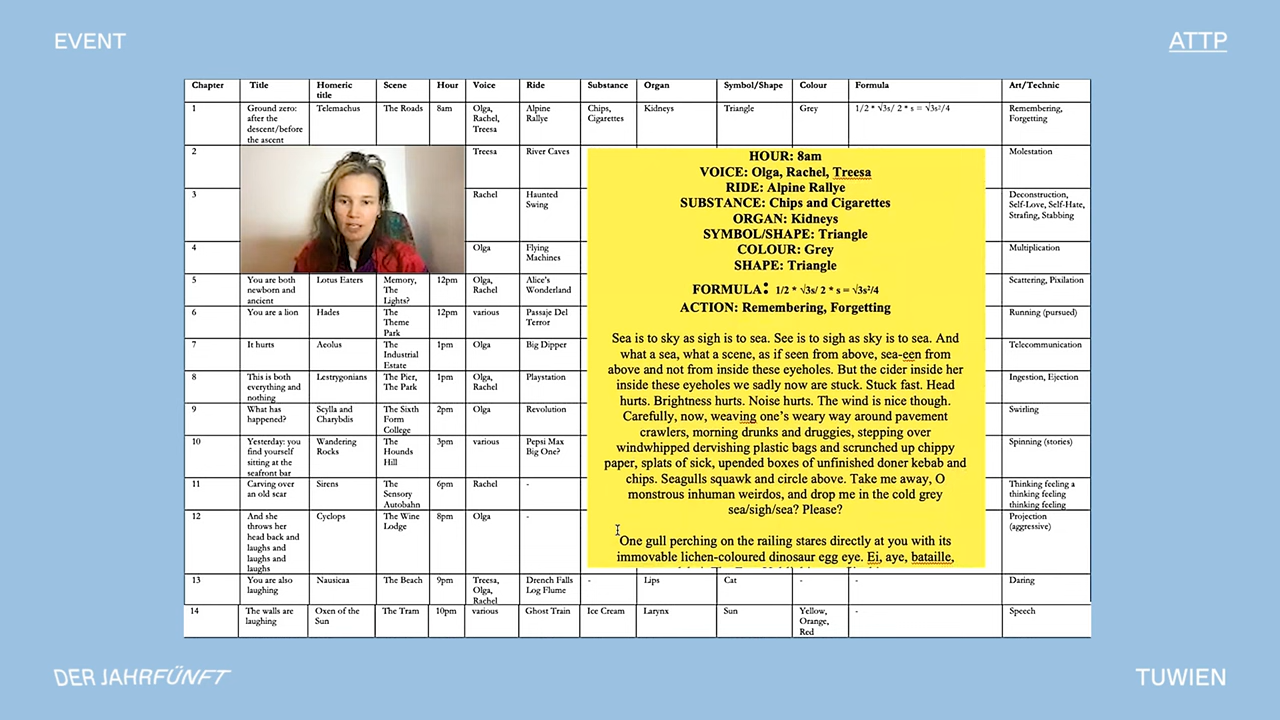 EVENT
ATTP
Chapter Title Homeric title Scene Hour Voice Ride Substance Organ Symbol/Shape Colour Formula Art/Technic
1 Ground zero: after the descent/before the ascent Telemachus The Roads 8am Olga, Rachel, Treesa Alpine Rallye Chips, Cigarettes Kidneys Triangle Grey 1/2 * √3s/ 2 * s = √3s²/4 Remembering, Forgetting
2 Treesa River Caves Molestation
3 Rachel Haunted Swing Deconstruction, Self-Love, Self-Hate, Strafing, Stabbing
4 Olga Flying Machines Multiplication
5 You are both newborn and ancient Lotus Eaters Memory, The Lights? 12pm Olga, Rachel Alice's Wonderland Scattering, Pixilation
6 You are a lion Hades The Theme Park 12pm various Passaje Del Terror Running (pursued)
7 It hurts Aeolus The Industrial Estate 1pm Olga Big Dipper Telecommunication
8 This is both everything and nothing Lestrygonians The Pier, The Park 1pm Olga, Rachel Playstation Ingestion, Ejection
9 What has happened? Scylla and Charybdis The Sixth Form College 2pm Olga Revolution Swirling
10 Yesterday: you find yourself sitting at the seafront bar Wandering Rocks The Hounds Hill 3pm various Pepsi Max Big One? Spinning (stories)
11 Carving over an old scar Sirens The Sensory Autobahn 6pm Rachel - Thinking feeling a thinking feeling thinking feeling
12 And she throws her head back and laughs and laughs and laughs Cyclops The Wine Lodge 8pm Olga - Projection (aggressive)
13 You are also laughing Nausicaa The Beach 9pm Treesa, Olga, Rachel Drench Falls Log Flume - Lips Cat - - Daring
14 The walls are laughing Oxen of the Sun The Tram 10pm various Ghost Train Ice Cream Larynx Sun Yellow, Orange, Red - Speech
HOUR: 8am
VOICE: Olga, Rachel, Treesa
RIDE: Alpine Rallye
SUBSTANCE: Chips and Cigarettes
ORGAN: Kidneys
SYMBOL/SHAPE: Triangle
COLOUR: Grey
SHAPE: Triangle
FORMULA: 1/2 * √3s/ 2 * s = √3s²/4
ACTION: Remembering, Forgetting
Sea is to sky as sigh is to sea. See is to sigh as sky is to sea. And
what a sea, what a scene, as if seen from above, sea-een from
above and not from inside these eyeholes. But the cider inside her
inside these eyeholes we sadly now are stuck. Stuck fast. Head
hurts. Brightness hurts. Noise hurts. The wind is nice though.
Carefully, now, weaving one's weary way around pavement
crawlers, morning drunks and druggies, stepping over
windwhipped dervishing plastic bags and scrunched up chippy
paper, splats of sick, upended boxes of unfinished doner kebab and
chips. Seagulls squawk and circle above. Take me away, O
monstrous inhuman weirdos, and drop me in the cold grey
sea/sigh/sea? Please?
One gull perching on the railing stares directly at you with its
immovable lichen-coloured dinosaur egg eye. Ei, aye, bataille,
DER JAHRFÜNFT
TUWIEN